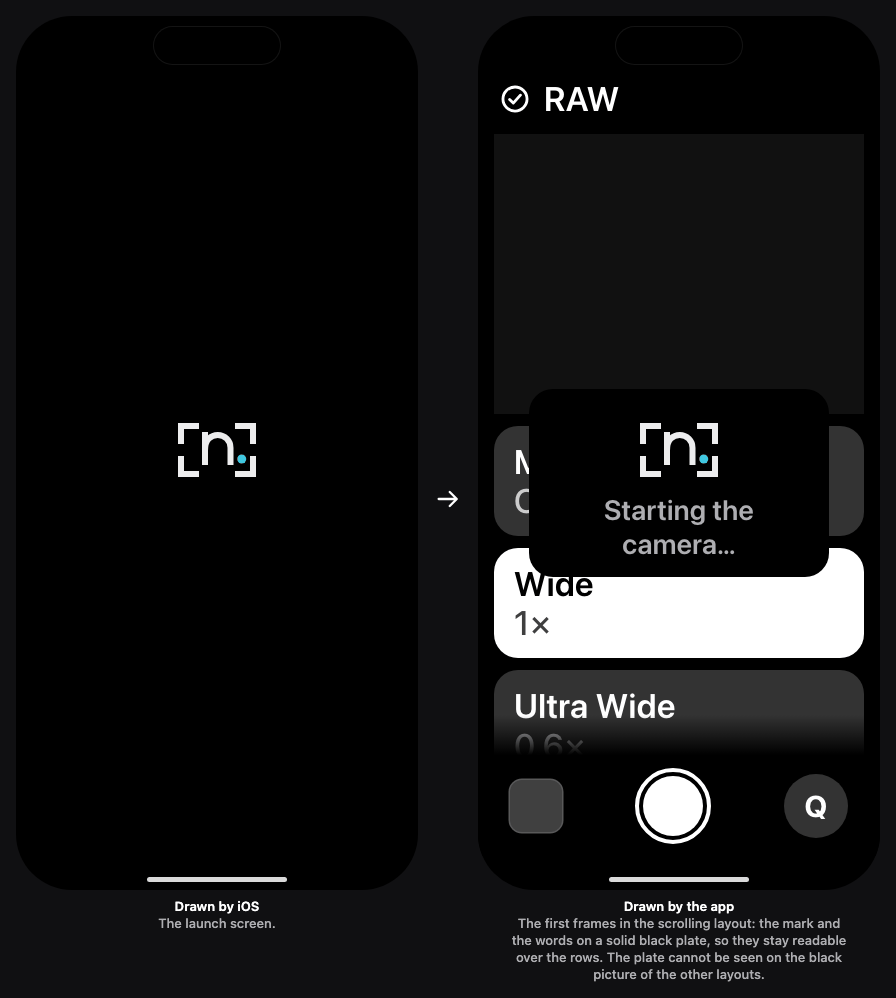 [n.]
Drawn by iOS
The launch screen.
→
RAW
[n.]
Starting the
camera…
Wide
1×
Ultra Wide
0.6×
Q
Drawn by the app
The first frames in the scrolling layout: the mark and
the words on a solid black plate, so they stay readable
over the rows. The plate cannot be seen on the black
picture of the other layouts.